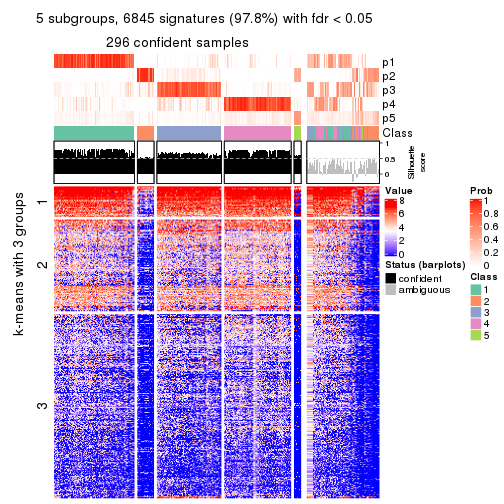 5 subgroups, 6845 signatures (97.8%) with fdr < 0.05
296 confident samples
p1
p2
p3
p4
p5
Class
1
0.5
0
Silhouette
score
k-means with 3 groups
1
2
3
Value
8
6
4
2
0
Status (barplots)
confident
ambiguous
Prob
1
0.8
0.6
0.4
0.2
0
Class
1
2
3
4
5